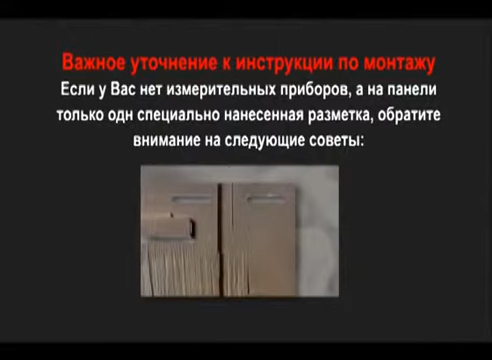 Важное уточнение к инструкции по монтажу
Если у Вас нет измерительных приборов, а на панели
только одн специально нанесенная разметка, обратите
внимание на следующие советы: